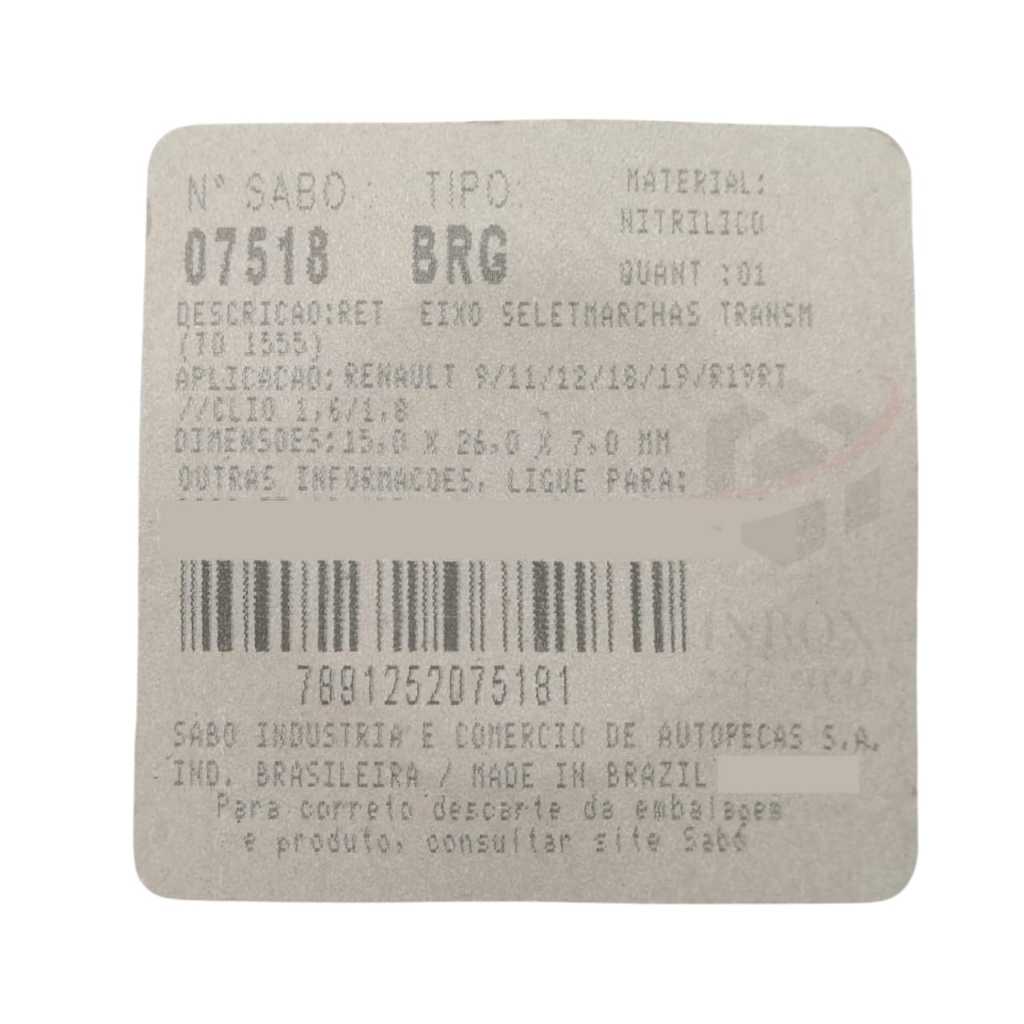 N° SABO : TIPO: MATERIAL:
NITRILICO
07518 BRG
QUANT :01
DESCRICAO:RET EIXO SELETMARCHAS TRANSM
(TO 1555)
APLICACAO: RENAULT 9/11/12/18/19/R19RT
//CLIO 1,6/1,8
DIMENSOES:15,0 X 26,0 X 7,0 MM
OUTRAS INFORMACOES, LIGUE PARA:
7891252075181
SABO INDUSTRIA E COMERCIO DE AUTOPECAS S.A.
IND. BRASILEIRA / MADE IN BRAZIL
Para correto descarte da embalagem
e produto, consultar site Sabó
INBOX